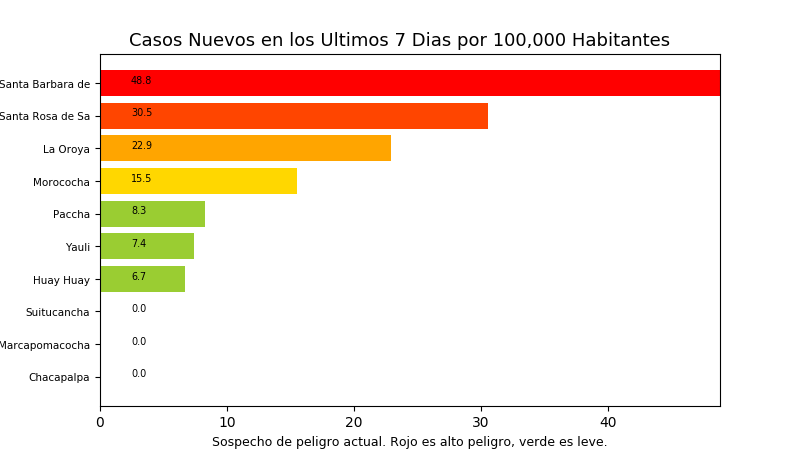 Casos Nuevos en los Ultimos 7 Dias por 100,000 Habitantes
Santa Barbara de 48.8
Santa Rosa de Sa 30.5
La Oroya 22.9
Morococha 15.5
Paccha 8.3
Yauli 7.4
Huay Huay 6.7
Suitucancha 0.0
Marcapomacocha 0.0
Chacapalpa 0.0
0 10 20 30 40
Sospecho de peligro actual. Rojo es alto peligro, verde es leve.